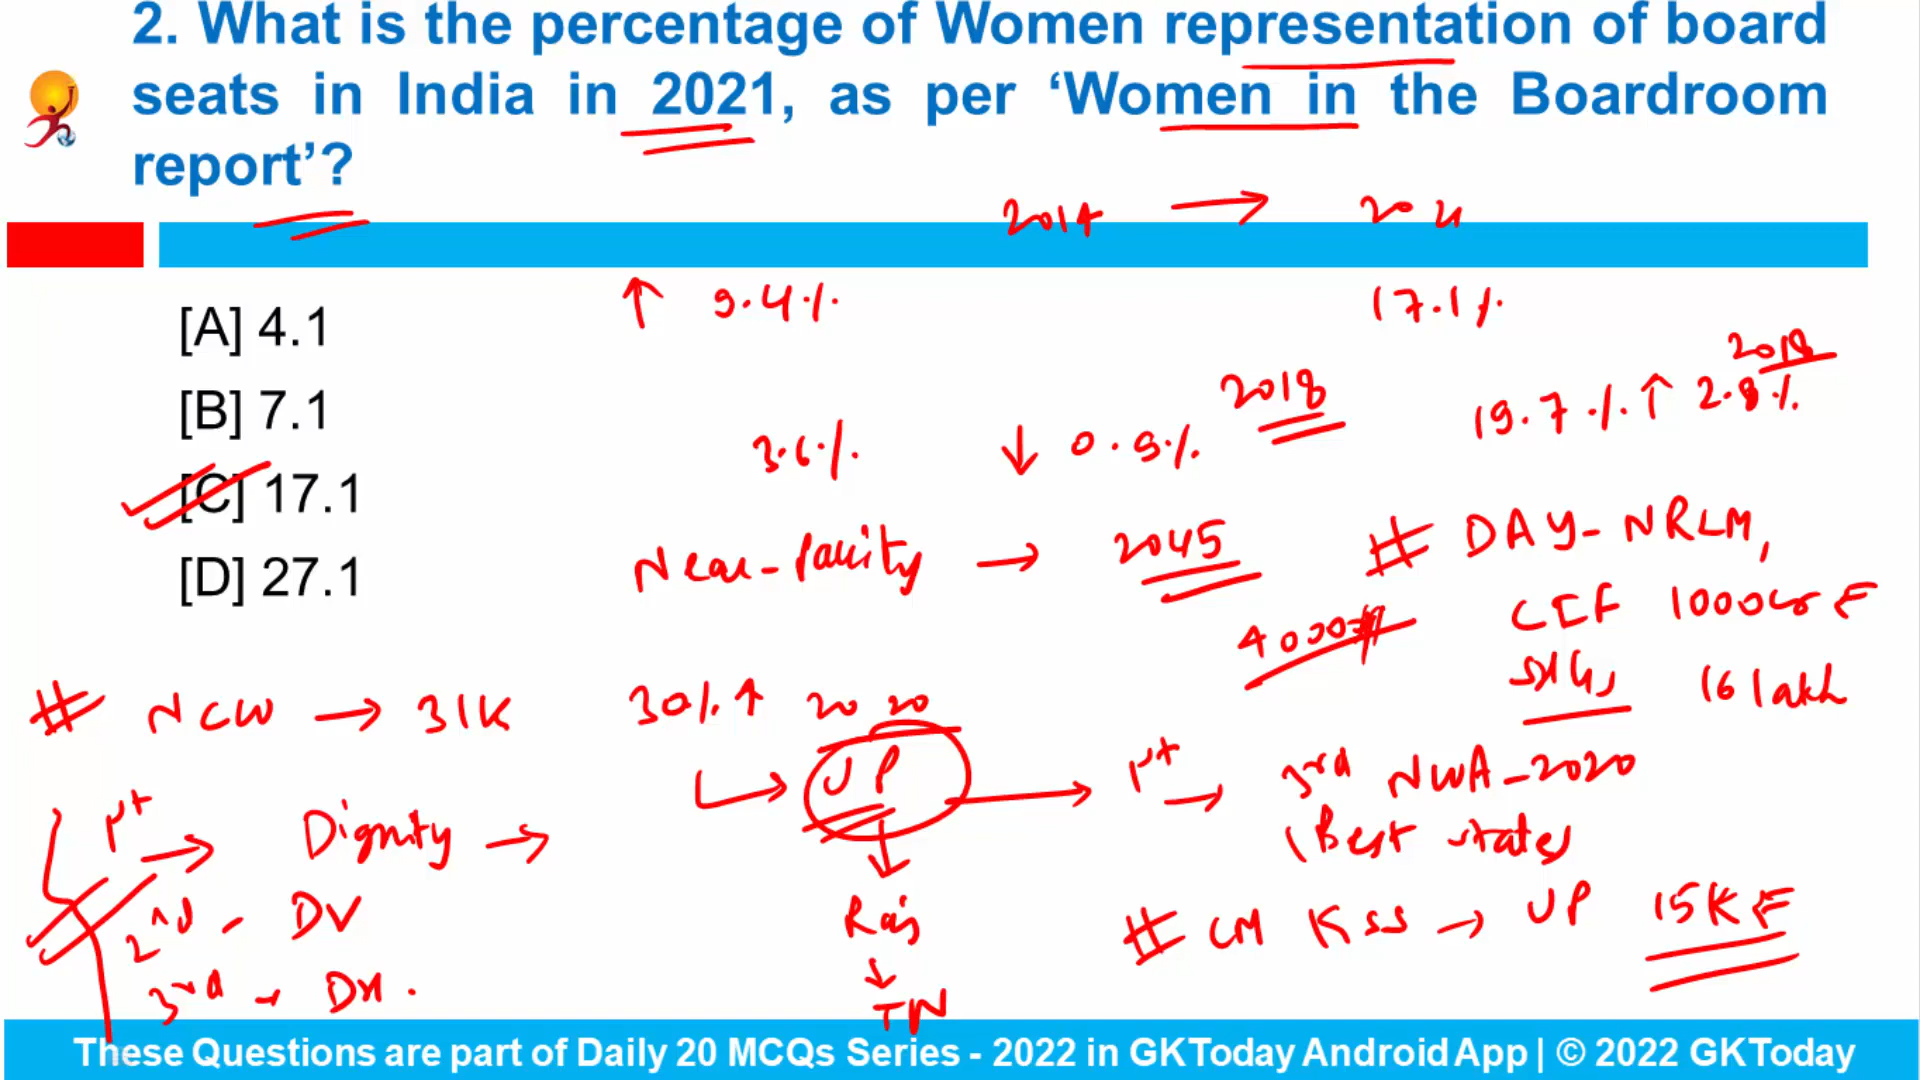 2. What is the percentage of Women representation of board
seats in India in 2021, as per ‘Women in the Boardroom
report’?
2014 → 2021
[A] 4.1
[B] 7.1
[C] 17.1
[D] 27.1
↑ 9.4% 17.1%
2018
3.6% ↓ 0.9% 2018 19.7% ↑ 2.8%
Near-Parity → 2045
# DAY-NRLM,
CIF 1000cr ₹
4000
SHGs 16 lakh
# NCW → 31K 30% ↑ 2020
→ UP → 1st → 3rd NWA-2020
(Best states
Raj
TN
1st → Dignity →
2nd - DV
3rd → DH.
# CM KSS → UP 15K ₹
These Questions are part of Daily 20 MCQs Series - 2022 in GKToday Android App | © 2022 GKToday